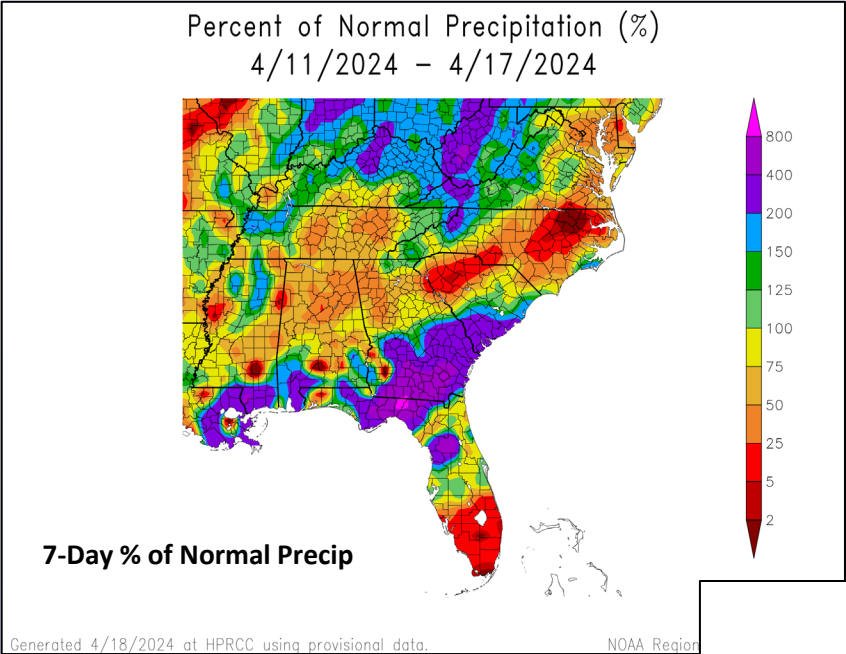 Percent of Normal Precipitation (%)
4/11/2024 – 4/17/2024
800
400
200
150
125
100
75
50
25
5
2
7-Day % of Normal Precip
Generated 4/18/2024 at HPRCC using provisional data.
NOAA Region